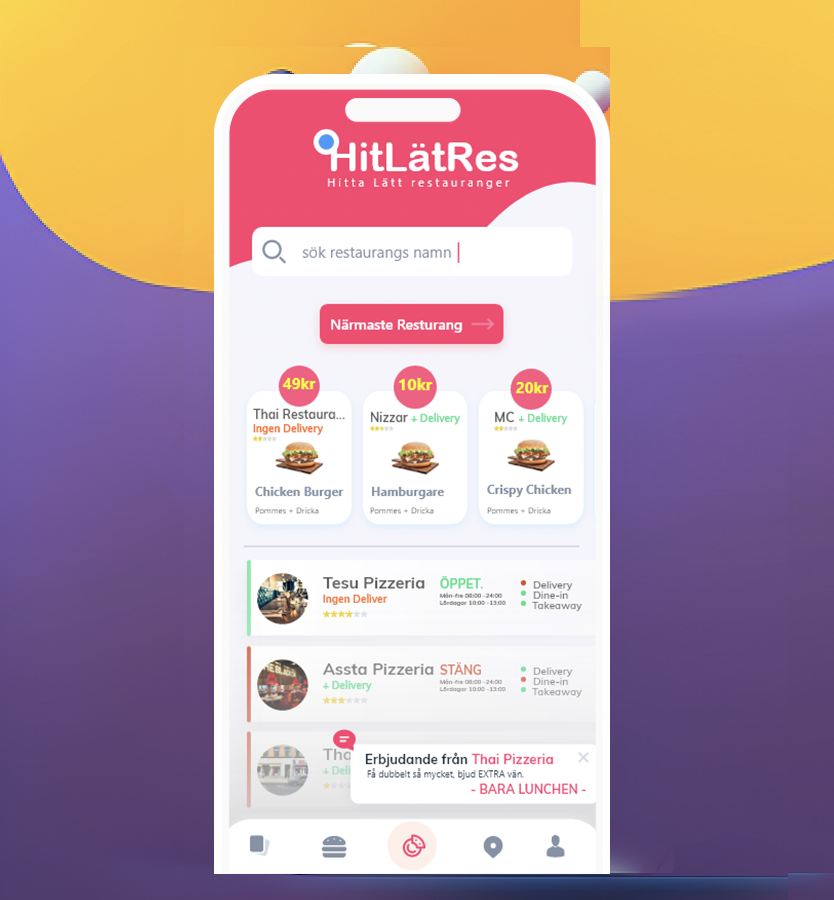 HitLätRes
Hitta Lätt restauranger
sök restaurangs namn
Närmaste Resturang
49kr
10kr
20kr
Thai Restaura...
Ingen Delivery
Nizzar + Delivery
MC + Delivery
Chicken Burger
Hamburgare
Crispy Chicken
Pommes + Dricka
Pommes + Dricka
Pommes + Dricka
Tesu Pizzeria
Ingen Deliver
ÖPPET.
Mån-fre 08:00 -24:00
Lördagar 10:00 -13:00
Delivery
Dine-in
Takeaway
Assta Pizzeria
+ Delivery
STÄNG
Mån-fre 08:00 -24:00
Lördagar 10:00 -13:00
Delivery
Dine-in
Takeaway
Tha
+ Deli
Erbjudande från Thai Pizzeria
Få dubbelt så mycket, bjud EXTRA vän.
- BARA LUNCHEN -